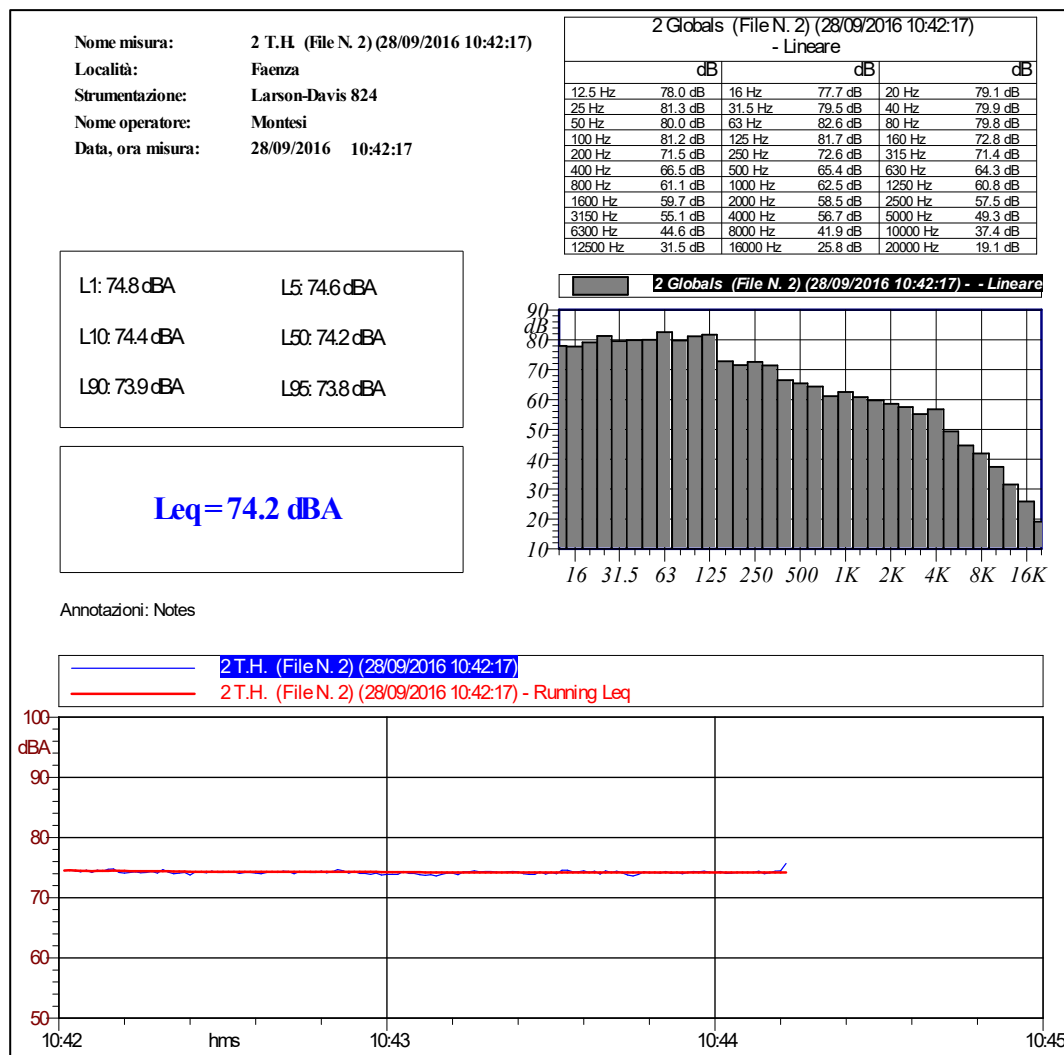 Nome misura: 2 T.H. (File N. 2) (28/09/2016 10:42:17)
Località: Faenza
Strumentazione: Larson-Davis 824
Nome operatore: Montesi
Data, ora misura: 28/09/2016 10:42:17
2 Globals (File N. 2) (28/09/2016 10:42:17)
- Lineare
dB dB dB
12.5 Hz 78.0 dB 16 Hz 77.7 dB 20 Hz 79.1 dB
25 Hz 81.3 dB 31.5 Hz 79.5 dB 40 Hz 79.9 dB
50 Hz 80.0 dB 63 Hz 82.6 dB 80 Hz 79.8 dB
100 Hz 81.2 dB 125 Hz 81.7 dB 160 Hz 72.8 dB
200 Hz 71.5 dB 250 Hz 72.6 dB 315 Hz 71.4 dB
400 Hz 66.5 dB 500 Hz 65.4 dB 630 Hz 64.3 dB
800 Hz 61.1 dB 1000 Hz 62.5 dB 1250 Hz 60.8 dB
1600 Hz 59.7 dB 2000 Hz 58.5 dB 2500 Hz 57.5 dB
3150 Hz 55.1 dB 4000 Hz 56.7 dB 5000 Hz 49.3 dB
6300 Hz 44.6 dB 8000 Hz 41.9 dB 10000 Hz 37.4 dB
12500 Hz 31.5 dB 16000 Hz 25.8 dB 20000 Hz 19.1 dB
L1: 74.8 dBA L5: 74.6 dBA
L10: 74.4 dBA L50: 74.2 dBA
L90: 73.9 dBA L95: 73.8 dBA
Leq = 74.2 dBA
2 Globals (File N. 2) (28/09/2016 10:42:17) - - Lineare
90
dB
80
70
60
50
40
30
20
10
16 31.5 63 125 250 500 1K 2K 4K 8K 16K
Annotazioni: Notes
2 T.H. (File N. 2) (28/09/2016 10:42:17)
2 T.H. (File N. 2) (28/09/2016 10:42:17) - Running Leq
100
dBA
90
80
70
60
50
10:42 hms 10:43 10:44 10:45